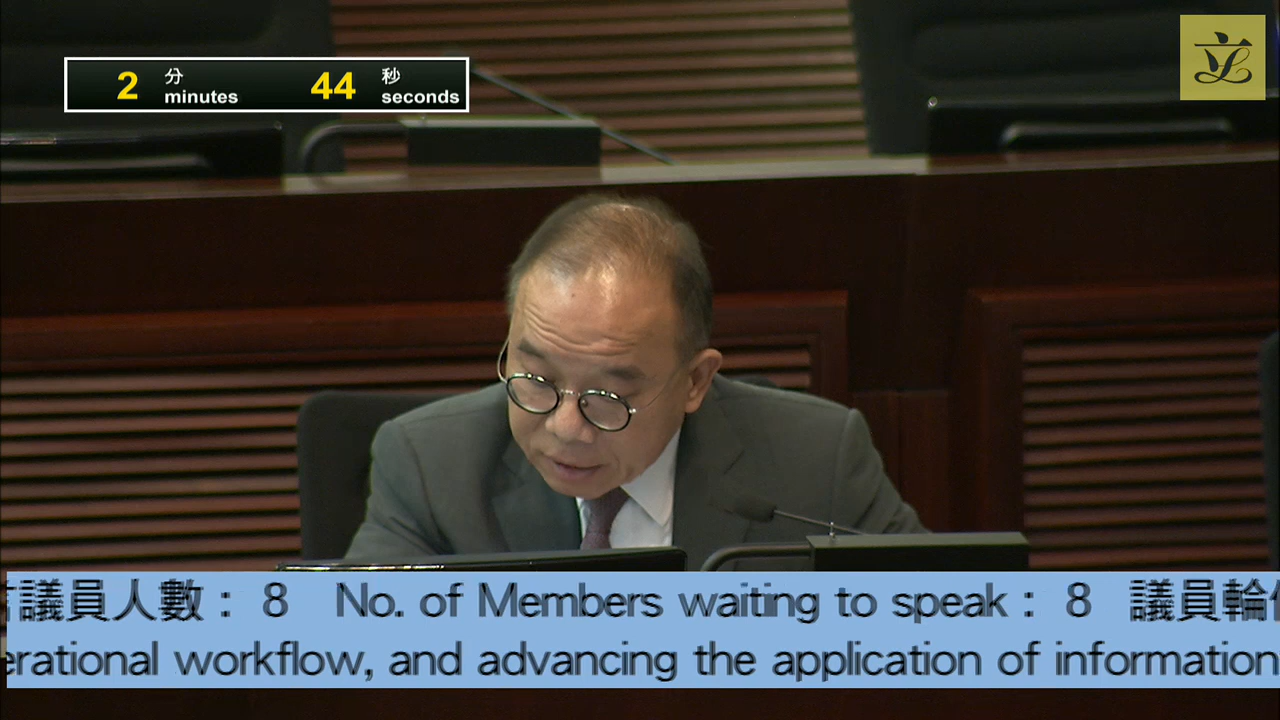 2 分 minutes 44 秒 seconds
議員人數： 8 No. of Members waiting to speak : 8 議員輪
erational workflow, and advancing the application of information